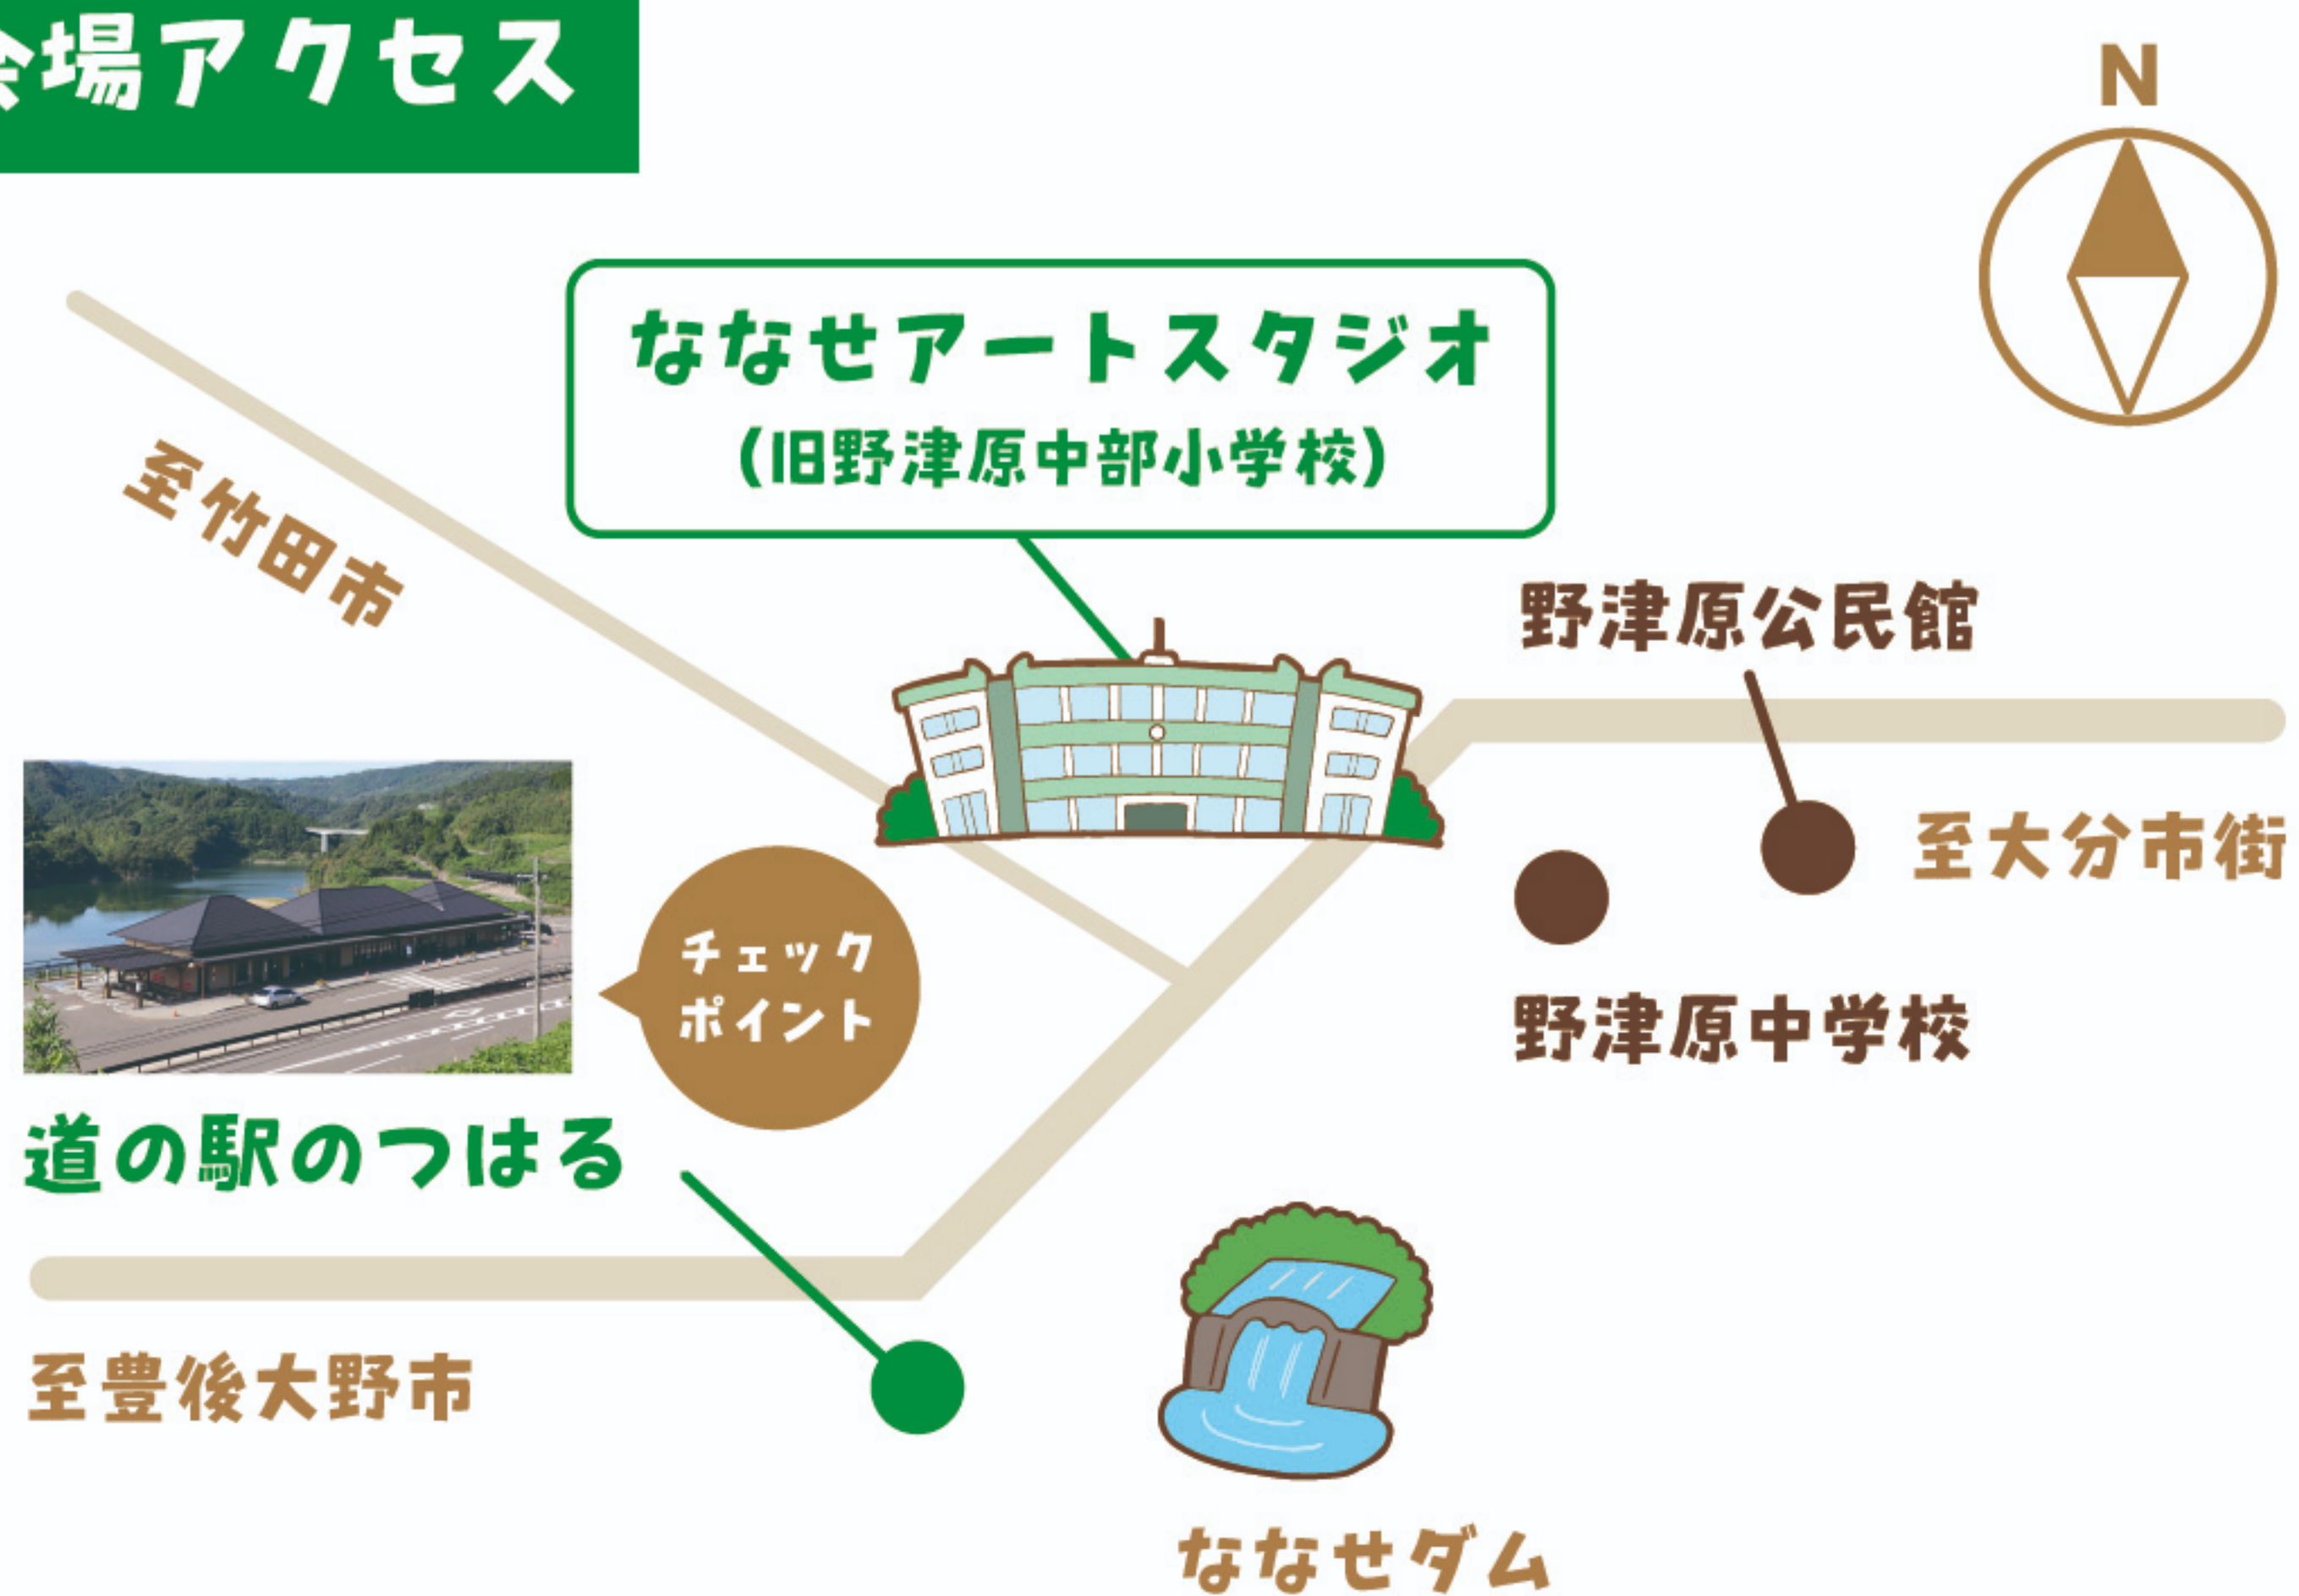 会場アクセス
N
ななせアートスタジオ
(旧野津原中部小学校)
至竹田市
野津原公民館
至大分市街
チェック
ポイント
野津原中学校
道の駅のつはる
至豊後大野市
ななせダム